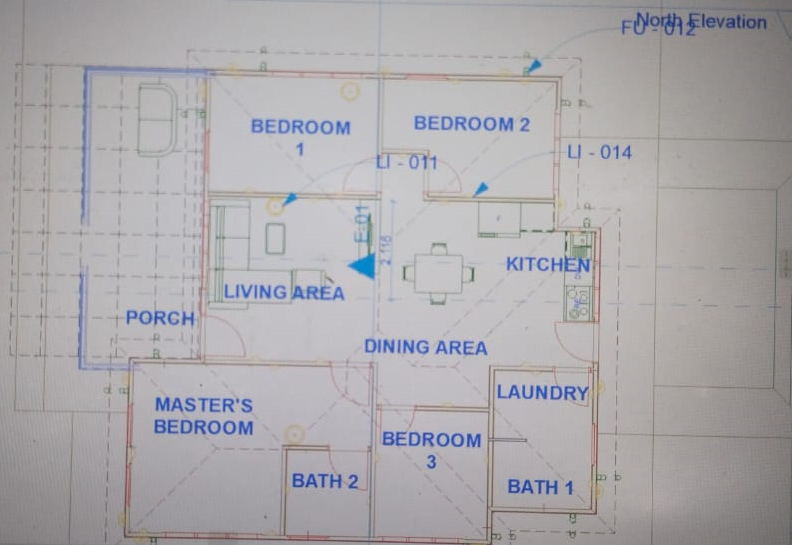 North Elevation
FU - 012
BEDROOM
1
BEDROOM 2
LI - 011
LI - 014
E-01
2.116
KITCHEN
LIVING AREA
PORCH
DINING AREA
LAUNDRY
MASTER'S
BEDROOM
BEDROOM
3
BATH 2
BATH 1